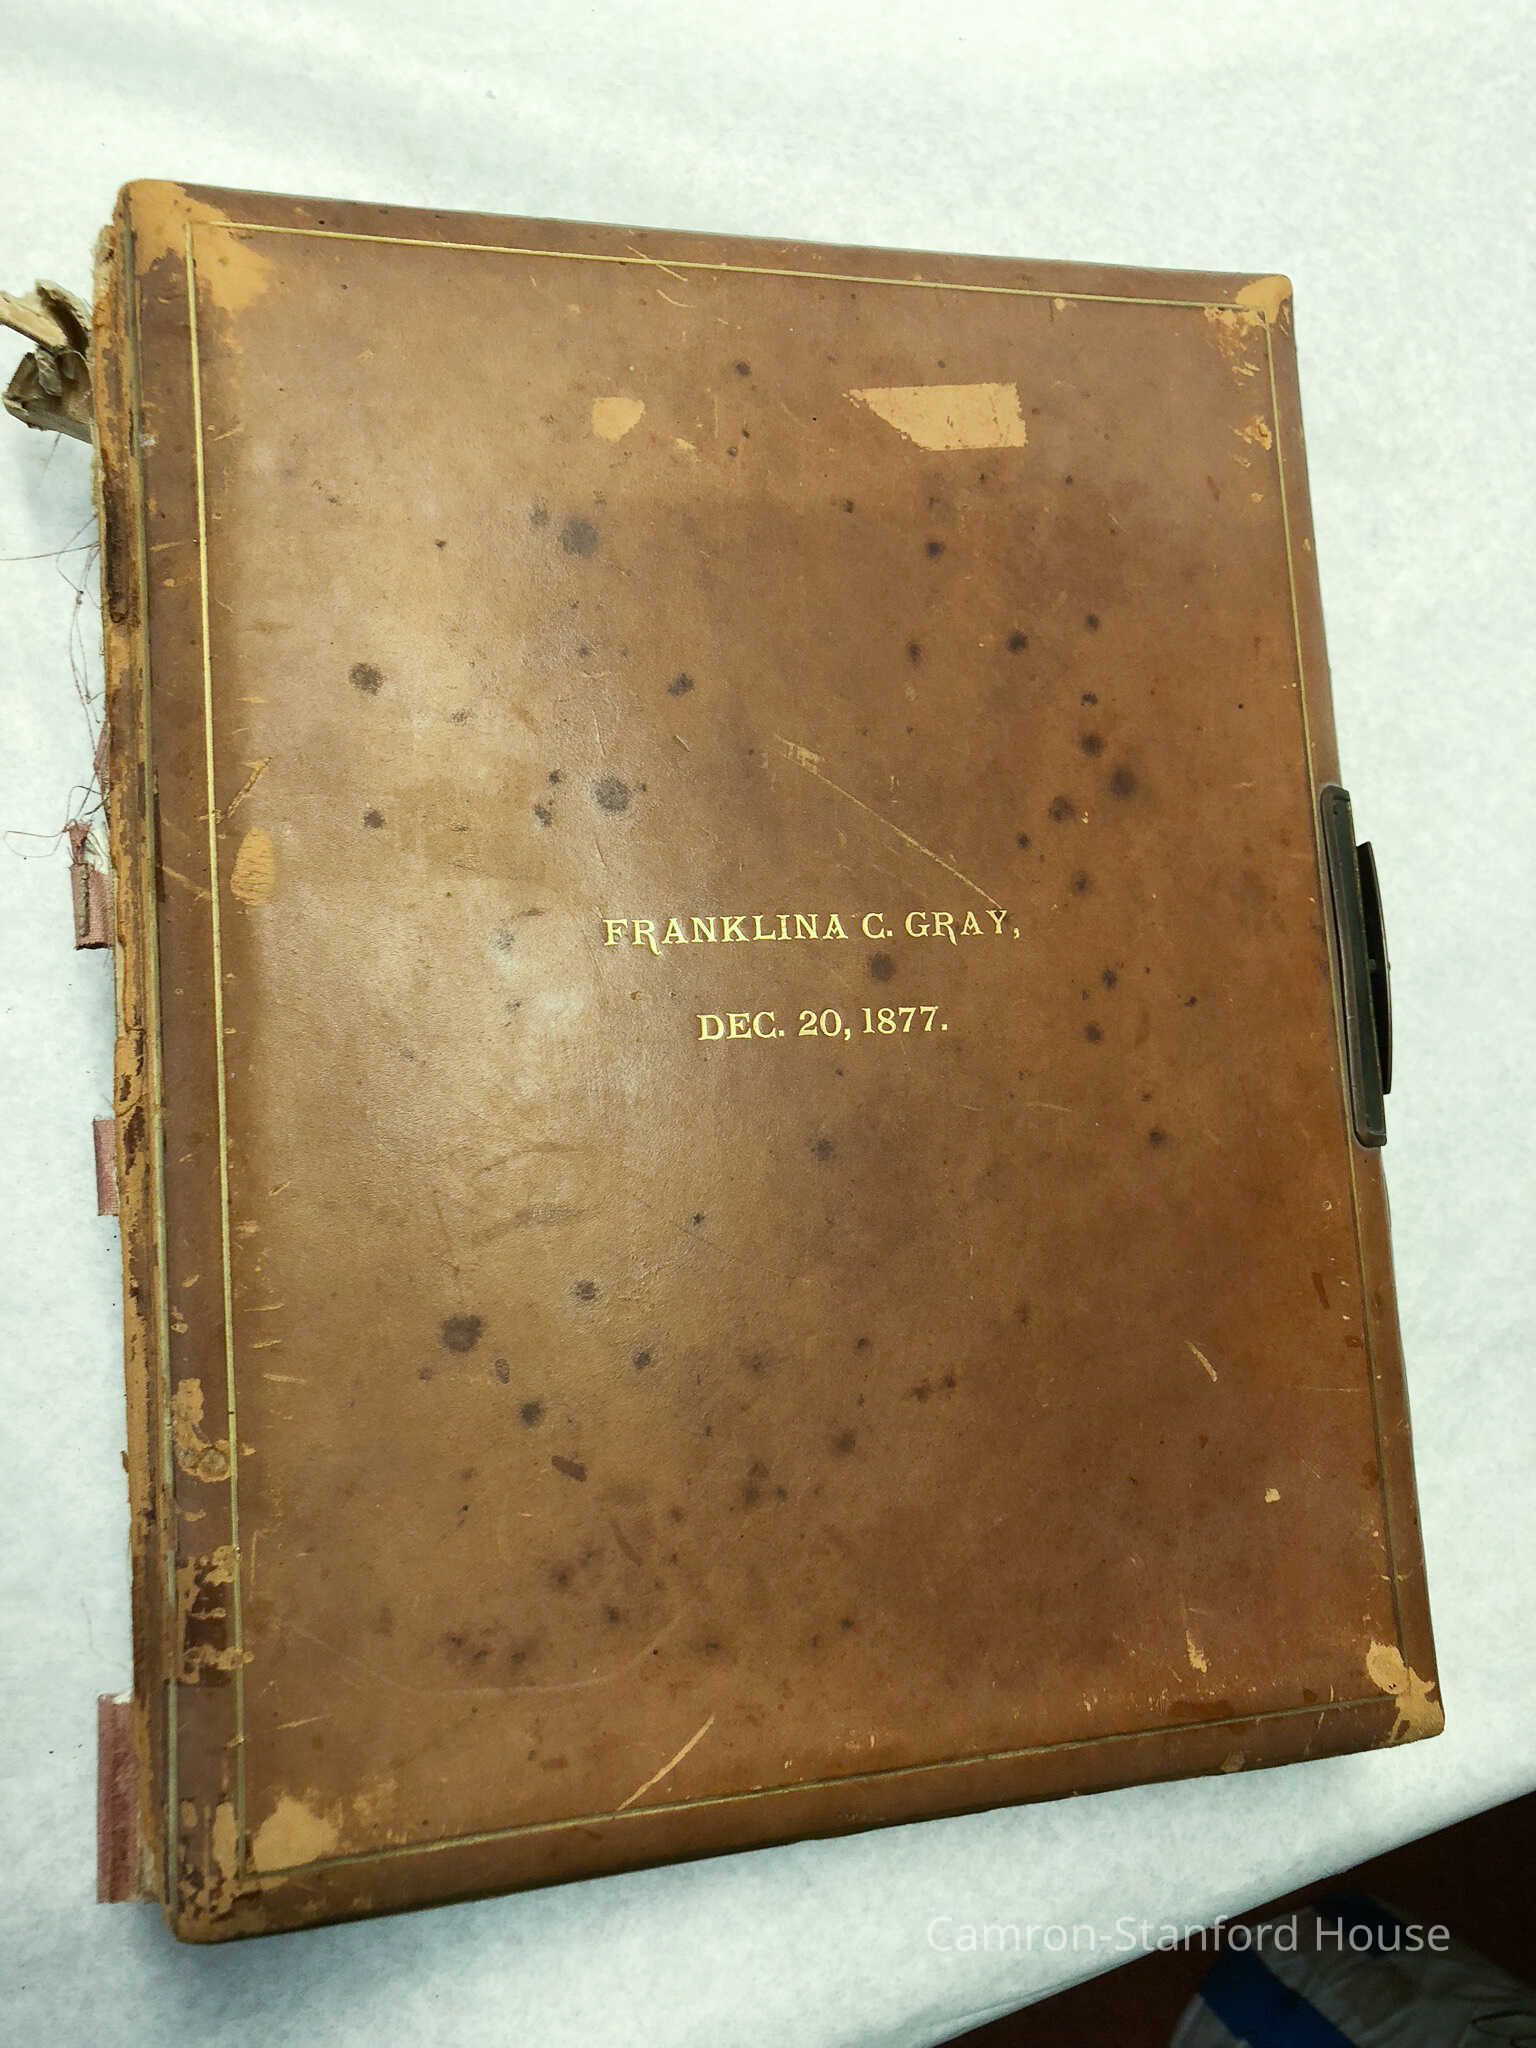 FRANKLINA C. GRAY,
DEC. 20, 1877.
Camron-Stanford House